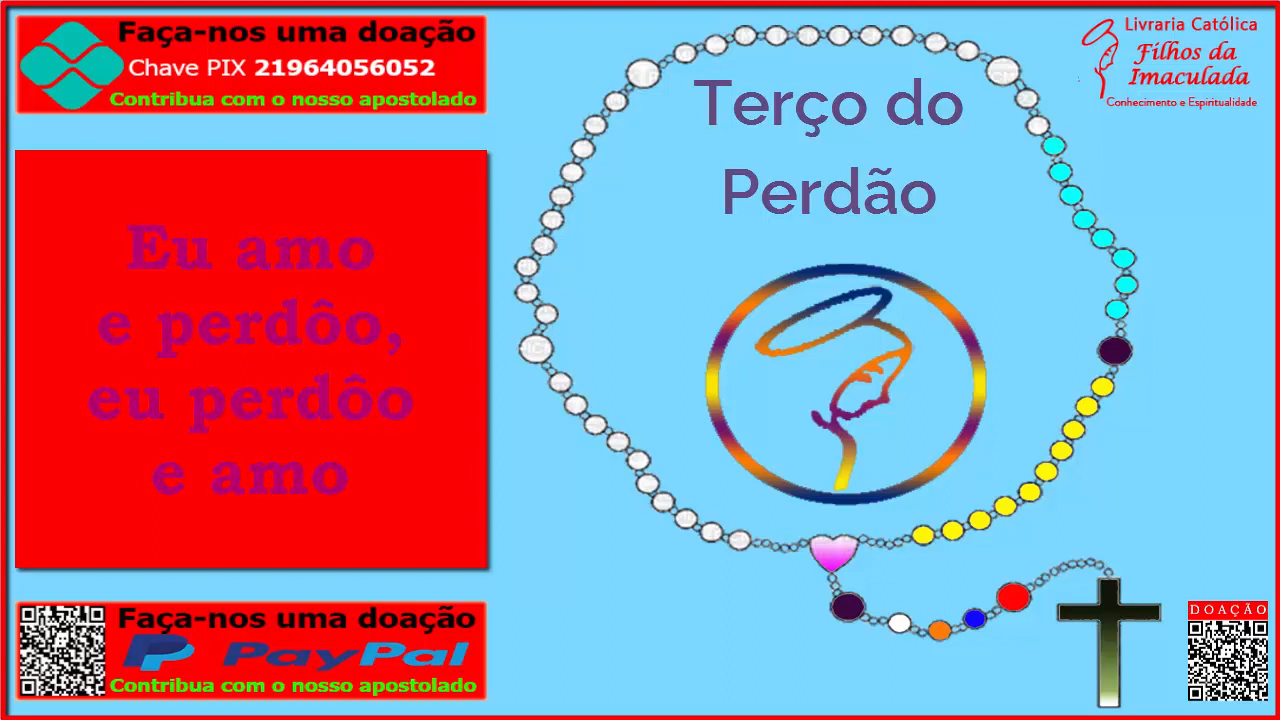 Faça-nos uma doação
Chave PIX 21964056052
Contribua com o nosso apostolado
Eu amo
e perdôo,
eu perdôo
e amo
Faça-nos uma doação
PayPal
Contribua com o nosso apostolado
Terço do
Perdão
Livraria Católica
Filhos da
Imaculada
Conhecimento e Espiritualidade
DOAÇÃO